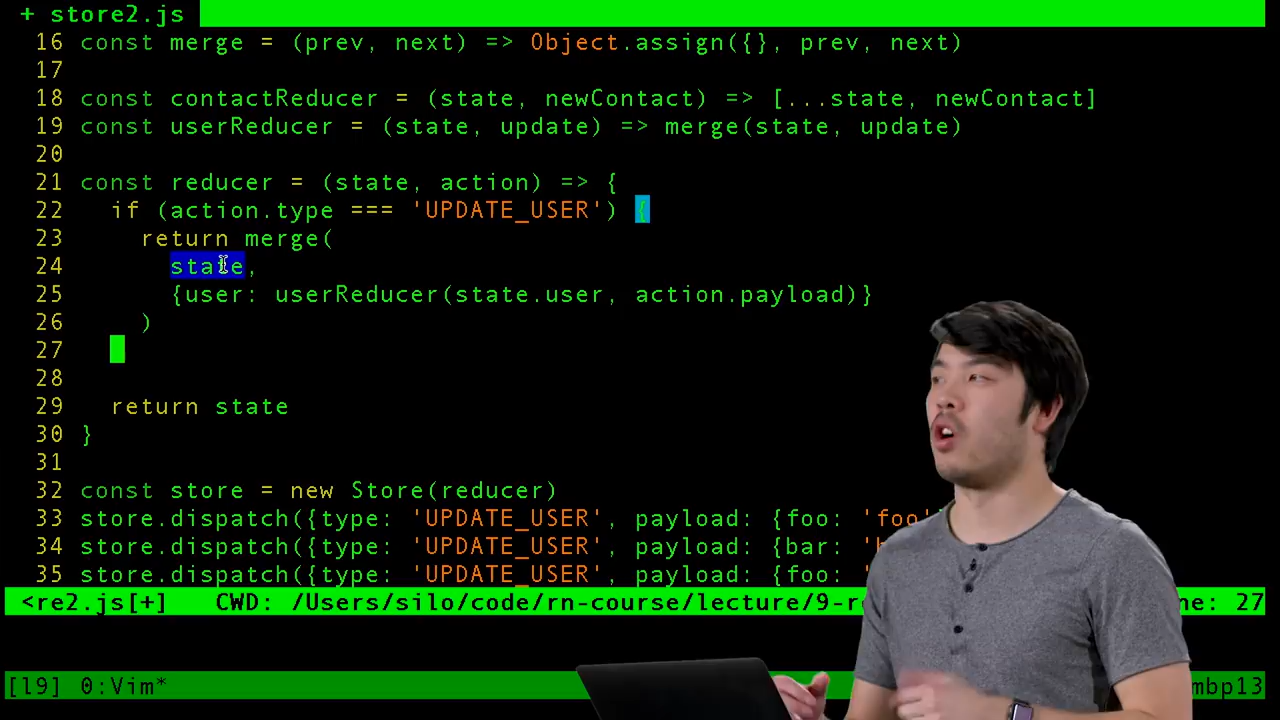 + store2.js
16 const merge = (prev, next) => Object.assign({}, prev, next)
17
18 const contactReducer = (state, newContact) => [...state, newContact]
19 const userReducer = (state, update) => merge(state, update)
20
21 const reducer = (state, action) => {
22   if (action.type === 'UPDATE_USER') {
23     return merge(
24       state,
25       {user: userReducer(state.user, action.payload)}
26     )
27
28
29   return state
30 }
31
32 const store = new Store(reducer)
33 store.dispatch({type: 'UPDATE_USER', payload: {foo: 'foo'
34 store.dispatch({type: 'UPDATE_USER', payload: {bar: '
35 store.dispatch({type: 'UPDATE_USER', payload: {foo: '
<re2.js[+] CWD: /Users/silo/code/rn-course/lecture/9-r ne: 27
[l9] 0:Vim* mbp13